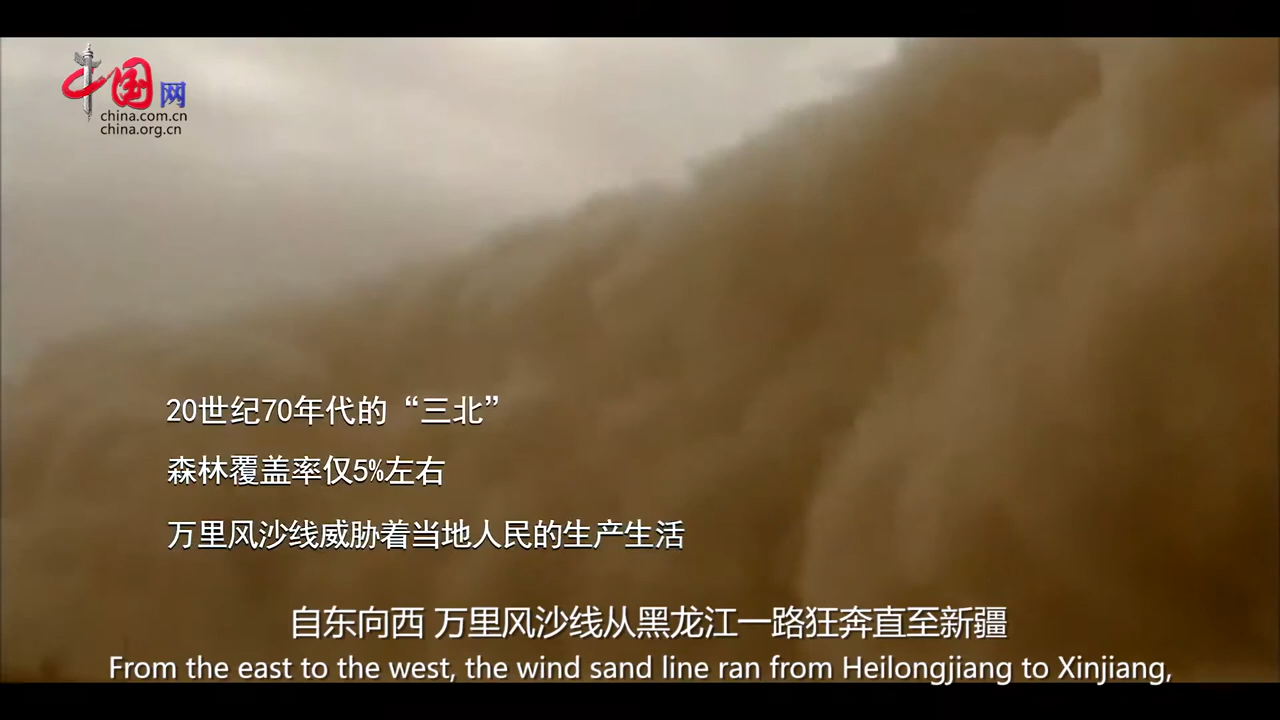 中国网
china.com.cn
china.org.cn
20世纪70年代的“三北”
森林覆盖率仅5%左右
万里风沙线威胁着当地人民的生产生活
自东向西 万里风沙线从黑龙江一路狂奔直至新疆
From the east to the west, the wind sand line ran from Heilongjiang to Xinjiang,